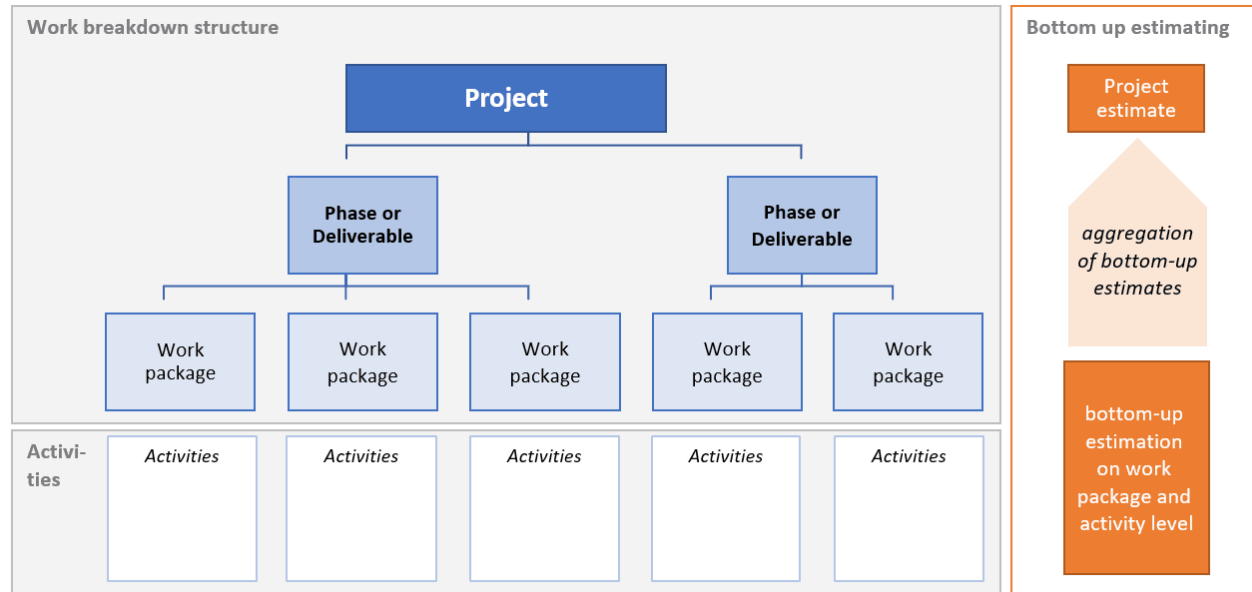 Work breakdown structure
Project
Phase or
Deliverable
Phase or
Deliverable
Work
package
Work
package
Work
package
Work
package
Work
package
Activi-
ties
Activities
Activities
Activities
Activities
Activities
Bottom up estimating
Project
estimate
aggregation
of bottom-up
estimates
bottom-up
estimation
on work
package and
activity level